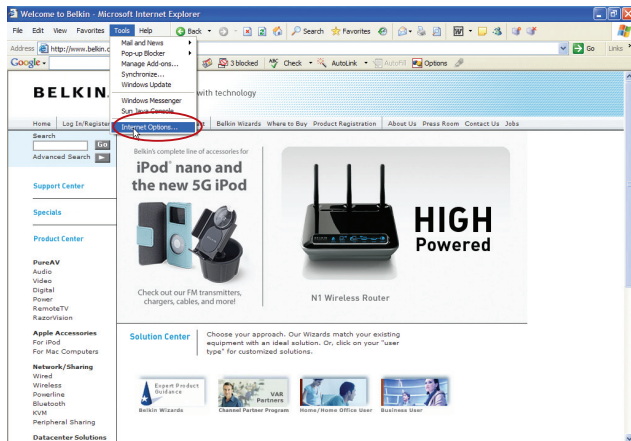 Welcome to Belkin - Microsoft Internet Explorer
File Edit View Favorites Tools Help Back Search Favorites
Address http://www.belkin.c Go Links
Mail and News
Pop-up Blocker
Manage Add-ons...
Synchronize...
Windows Update
Windows Messenger
Sun Java Console
Internet Options...
Google 3 blocked Check AutoLink AutoFill Options
BELKIN. with technology
Home Log In/Register st Belkin Wizards Where to Buy Product Registration About Us Press Room Contact Us Jobs
Search
Go
Advanced Search
Support Center
Specials
Product Center
PureAV
Audio
Video
Digital
Power
RemoteTV
RazorVision
Apple Accessories
For iPod
For Mac Computers
Network/Sharing
Wired
Wireless
Powerline
Bluetooth
KVM
Peripheral Sharing
Datacenter Solutions
Belkin's complete line of accessories for
iPod® nano and
the new 5G iPod
Check out our FM transmitters,
chargers, cables, and more!
HIGH
Powered
N1 Wireless Router
Solution Center
Choose your approach. Our Wizards match your existing
equipment with an ideal solution. Or, click on your "user
type" for customized solutions.
Expert Product
Guidance
Belkin Wizards
VAR
Partners
Channel Partner Program
Home/Home Office User
Business User